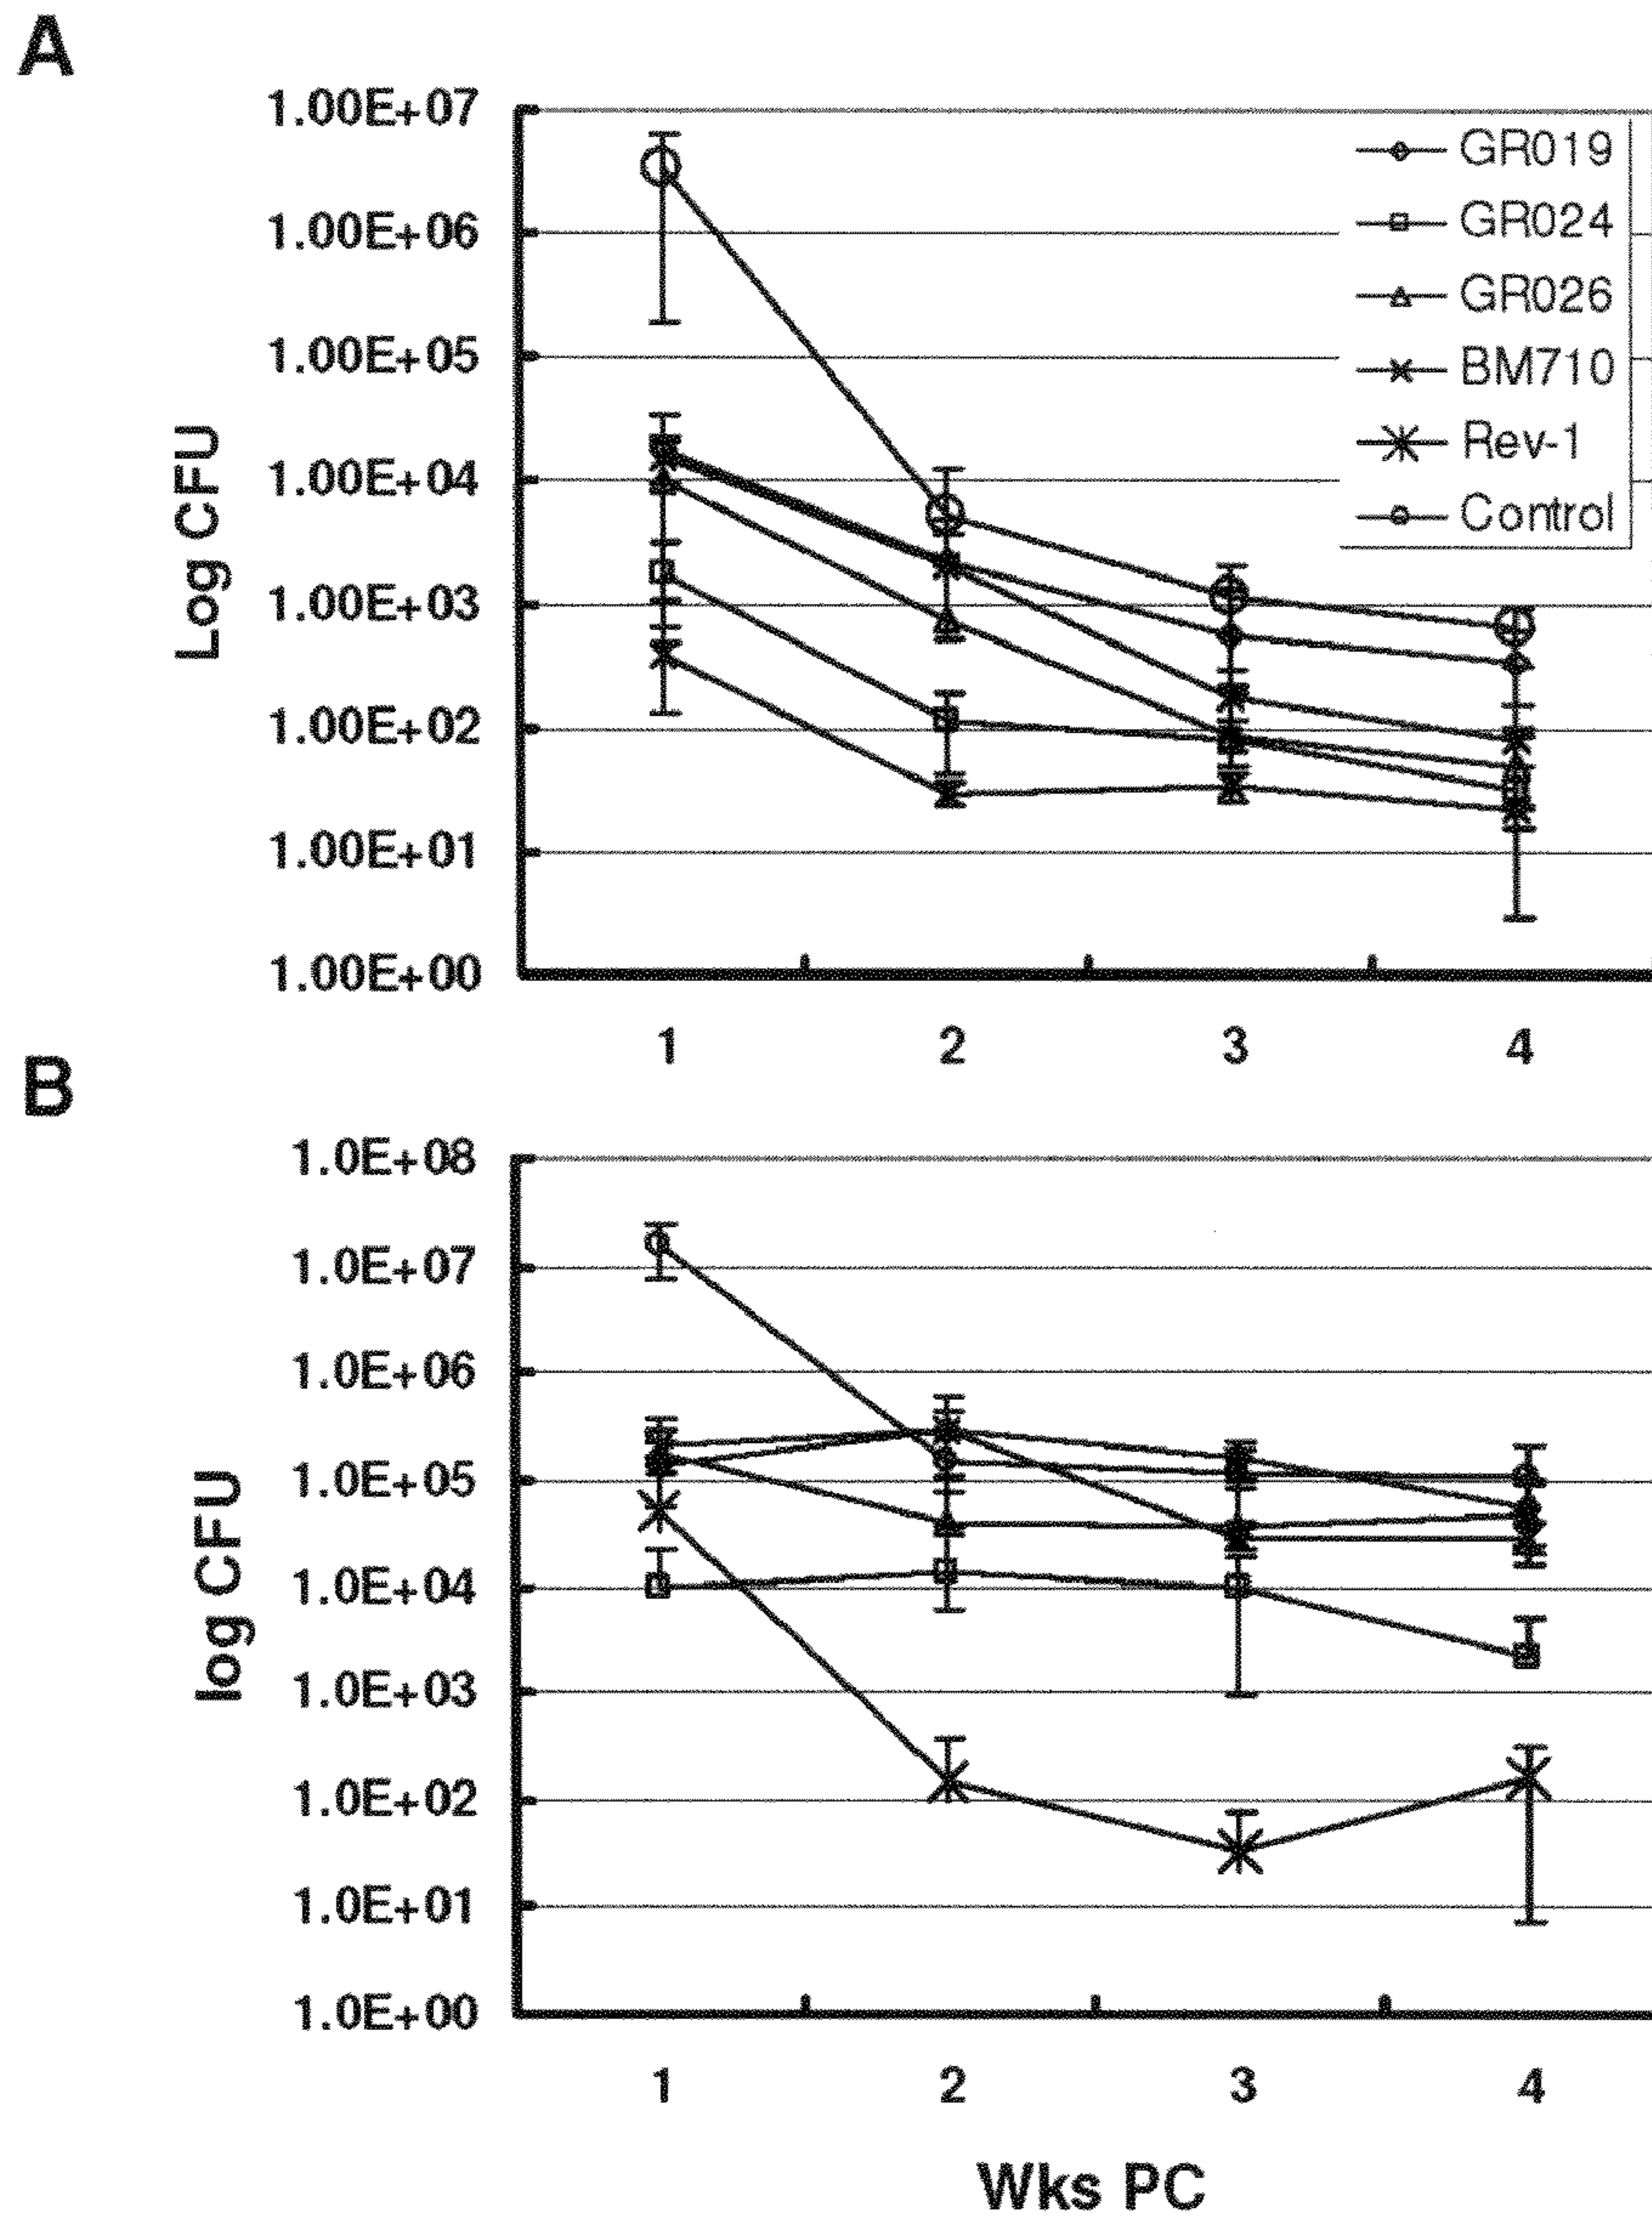 A
1.00E+07
1.00E+06
1.00E+05
1.00E+04
1.00E+03
1.00E+02
1.00E+01
1.00E+00
Log CFU
GR019
GR024
GR026
BM710
Rev-1
Control
1 2 3 4
B
1.0E+08
1.0E+07
1.0E+06
1.0E+05
1.0E+04
1.0E+03
1.0E+02
1.0E+01
1.0E+00
log CFU
1 2 3 4
Wks PC